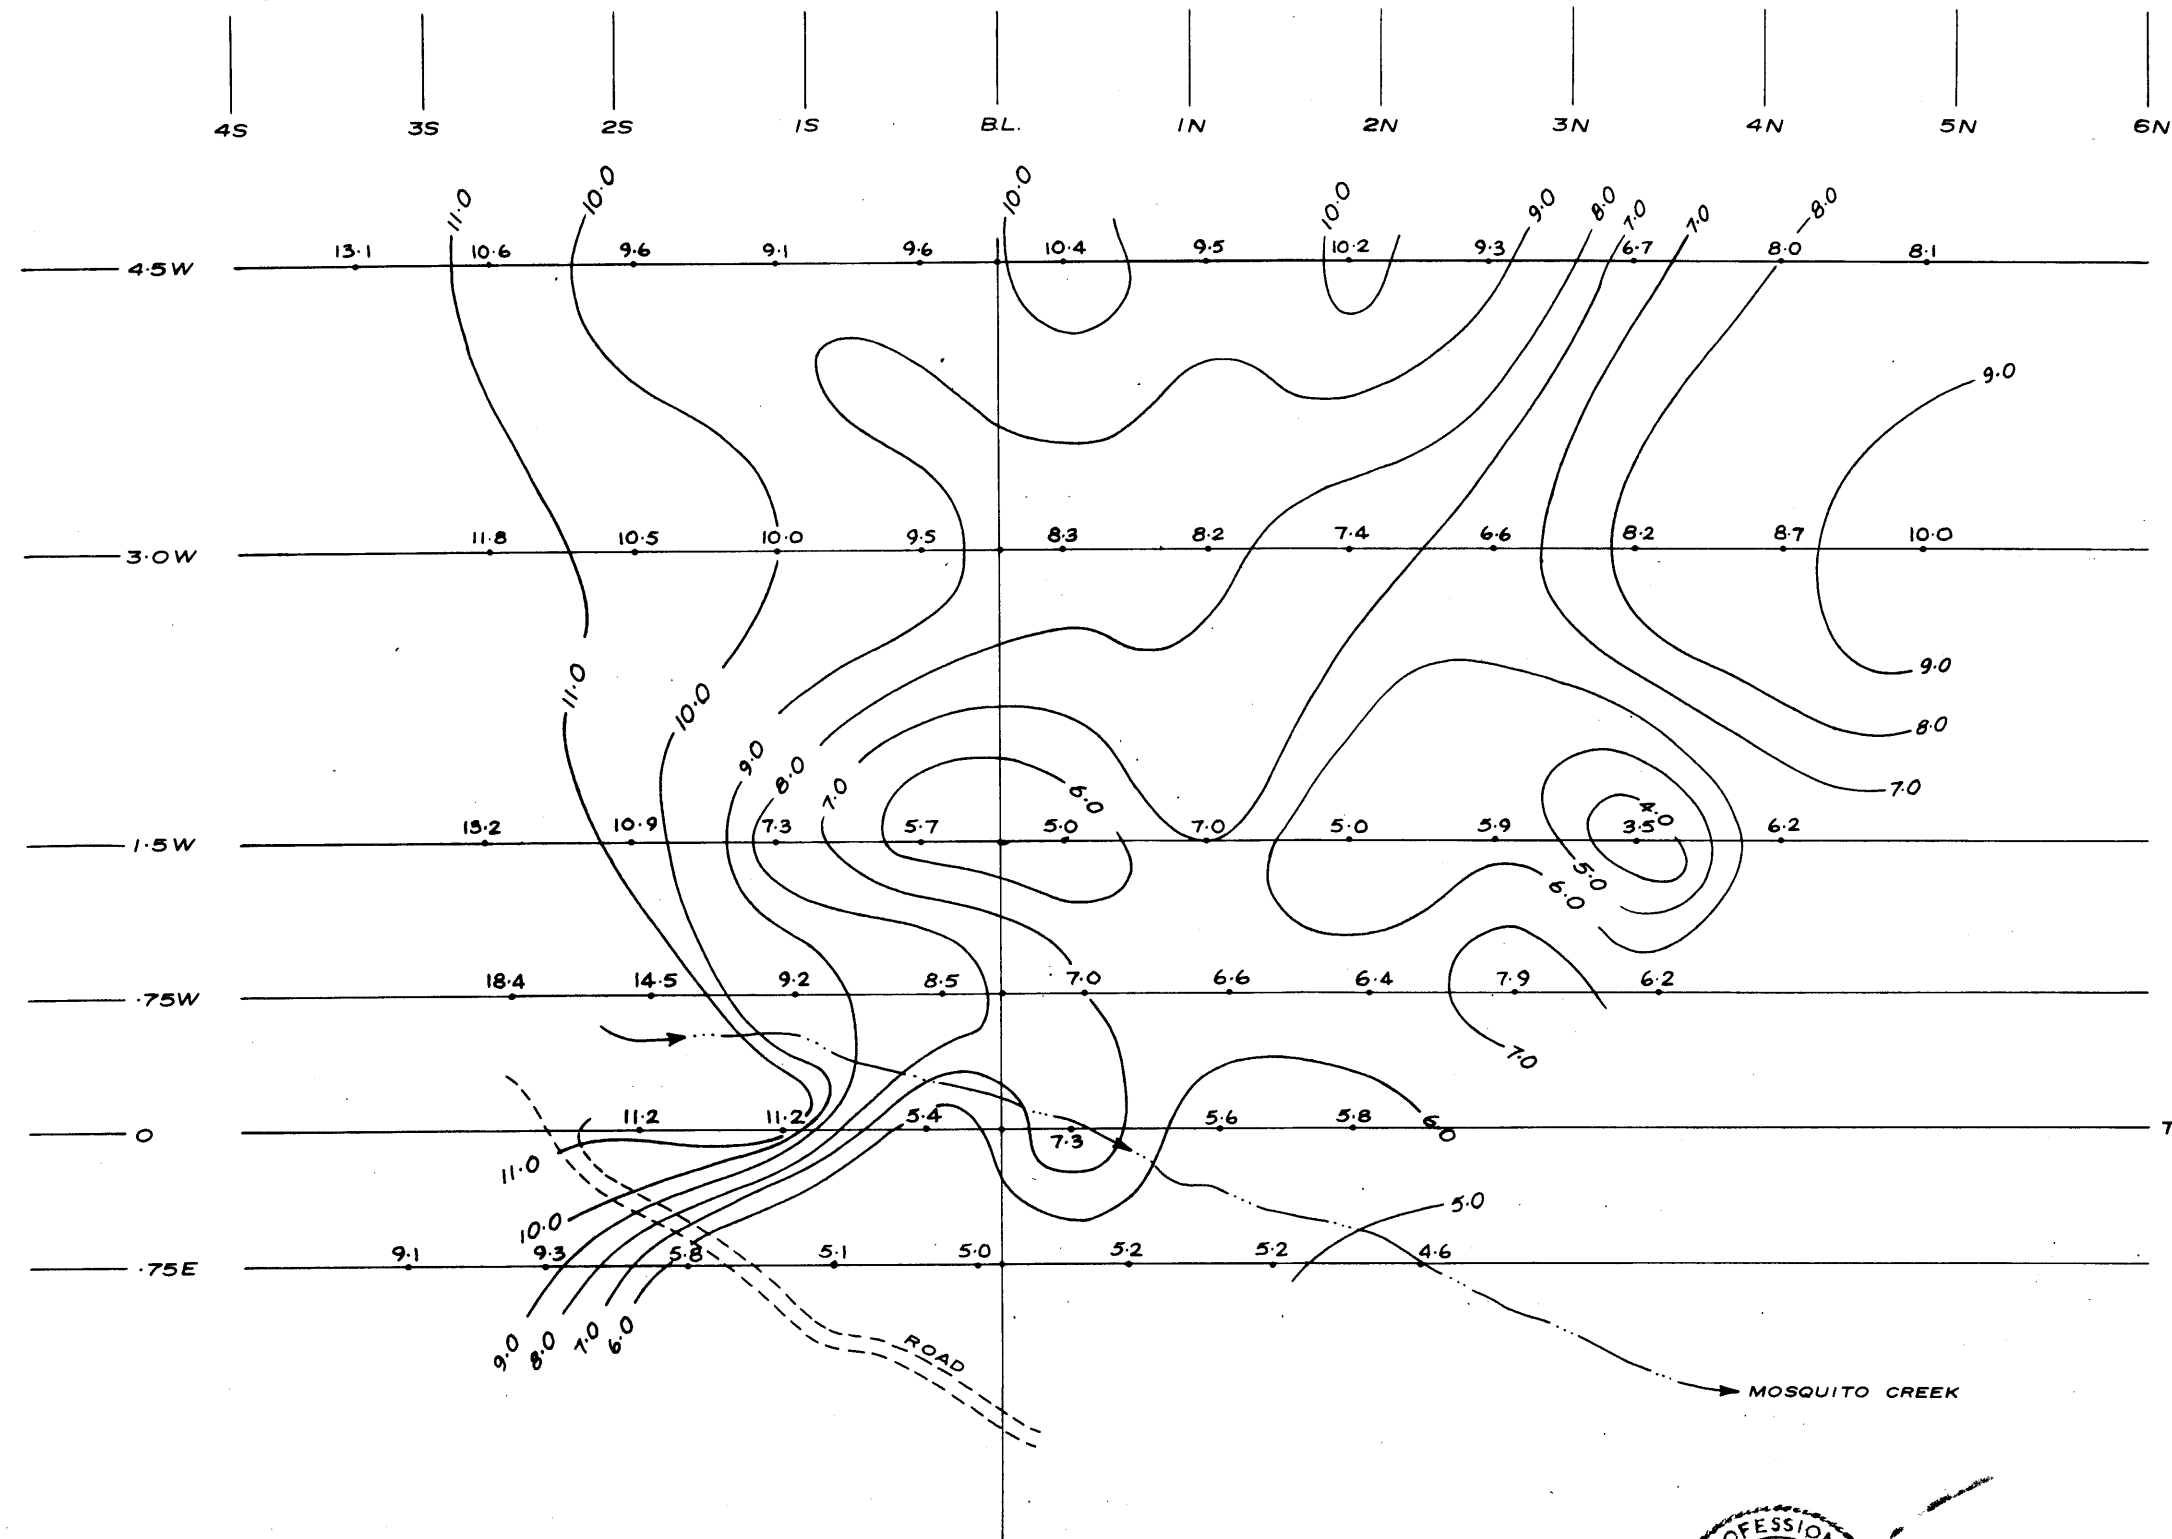 4S 3S 2S 1S B.L. 1N 2N 3N 4N 5N 6N
11.0 10.0 10.0 10.0 9.0 8.0 7.0 7.0 8.0
4.5W 13.1 10.6 9.6 9.1 9.6 10.4 9.5 10.2 9.3 6.7 8.0 8.1
9.0
3.0W 11.8 10.5 10.0 9.5 8.3 8.2 7.4 6.6 8.2 8.7 10.0
9.0
11.0 10.0 8.0
9.0 8.0 7.0 6.0 7.0
4.0
1.5W 13.2 10.9 7.3 5.7 5.0 7.0 5.0 5.9 3.5 6.2
5.0
6.0
.75W 18.4 14.5 9.2 8.5 7.0 6.6 6.4 7.9 6.2
7.0
0 11.2 11.2 5.4 7.3 5.6 5.8 6.0 7
11.0
10.0 5.0
.75E 9.1 9.3 5.8 5.1 5.0 5.2 5.2 4.6
9.0 8.0 7.0 6.0
ROAD
MOSQUITO CREEK